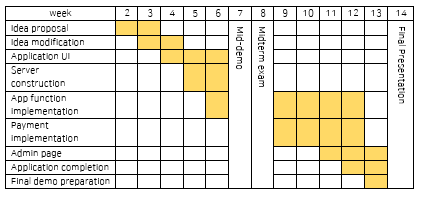 week 2 3 4 5 6 7 8 9 10 11 12 13 14
Idea proposal
Idea modification
Application UI
Server
construction
App function
implementation
Payment
implementation
Admin page
Application completion
Final demo preparation
Mid-demo
Midterm exam
Final Presentation